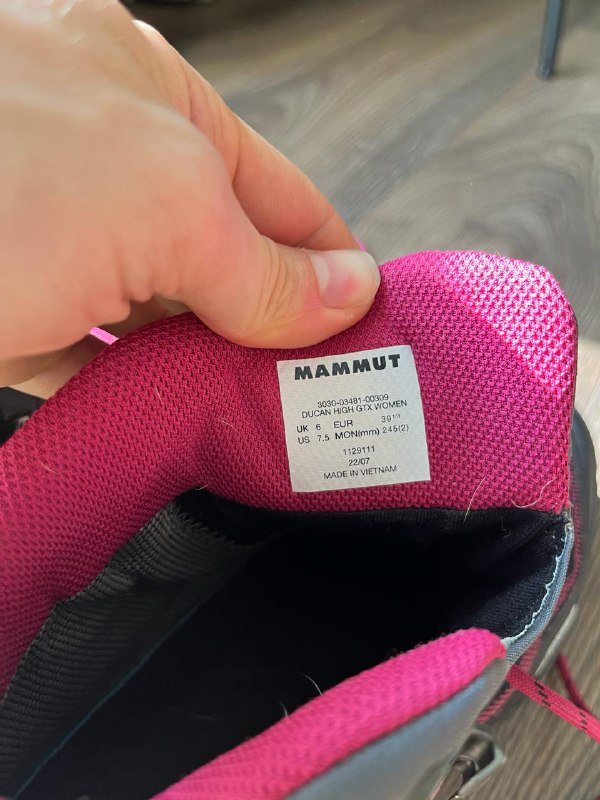 MAMMUT
3030-03481-00309
DUCAN HIGH GTX WOMEN
UK 6 EUR 39 1/3
US 7.5 MON(mm) 245(2)
1129111
22/07
MADE IN VIETNAM